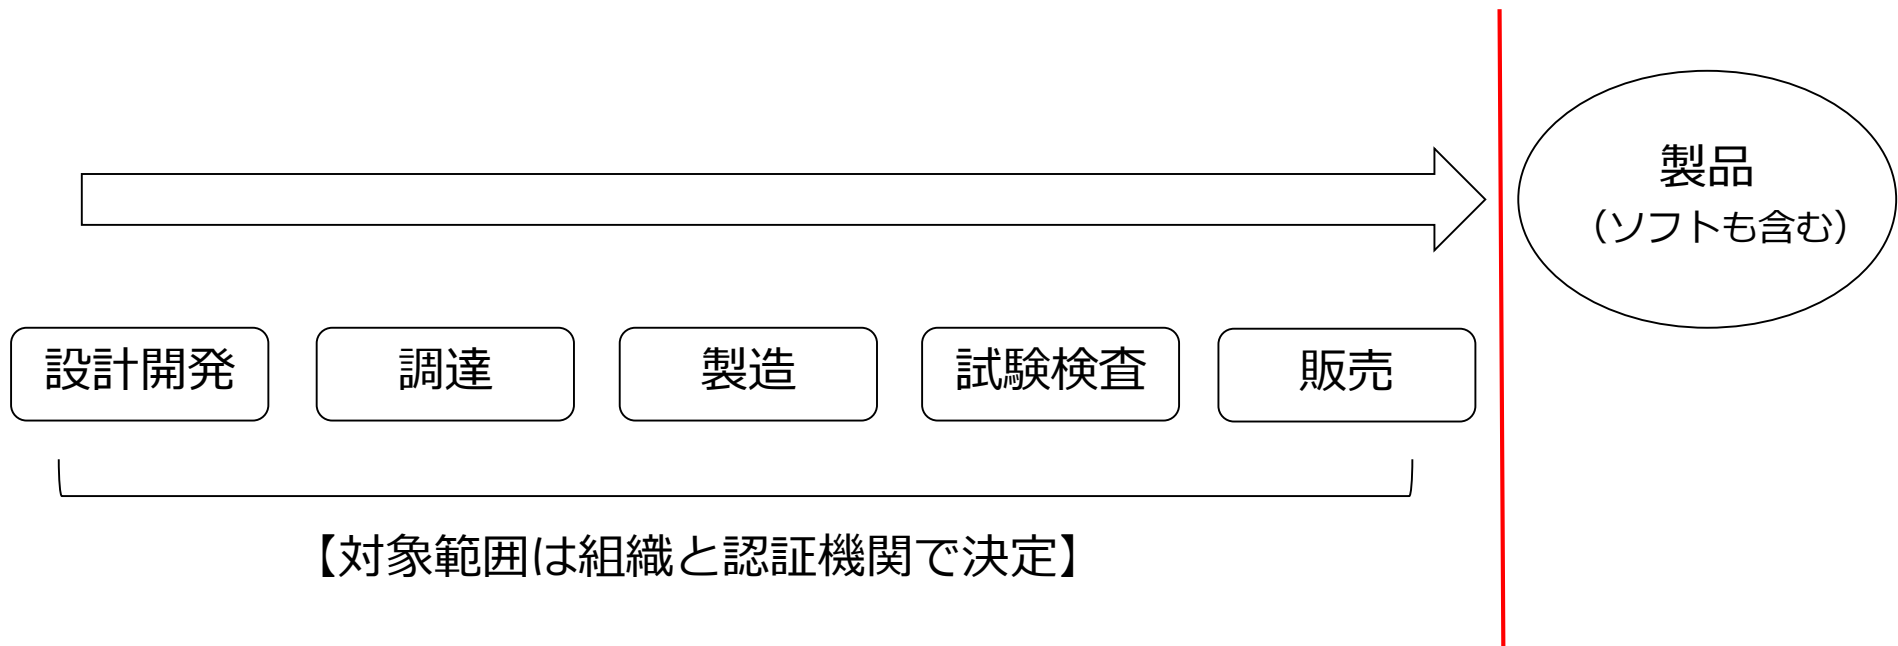 製品
（ソフトも含む）
設計開発
調達
製造
試験検査
販売
【対象範囲は組織と認証機関で決定】